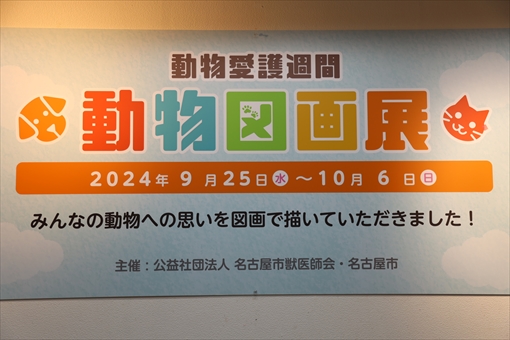 動物愛護週間
動物図画展
2024年 9月25日㊌～10月 6日㊐
みんなの動物への思いを図画で描いていただきました！
主催：公益社団法人 名古屋市獣医師会・名古屋市